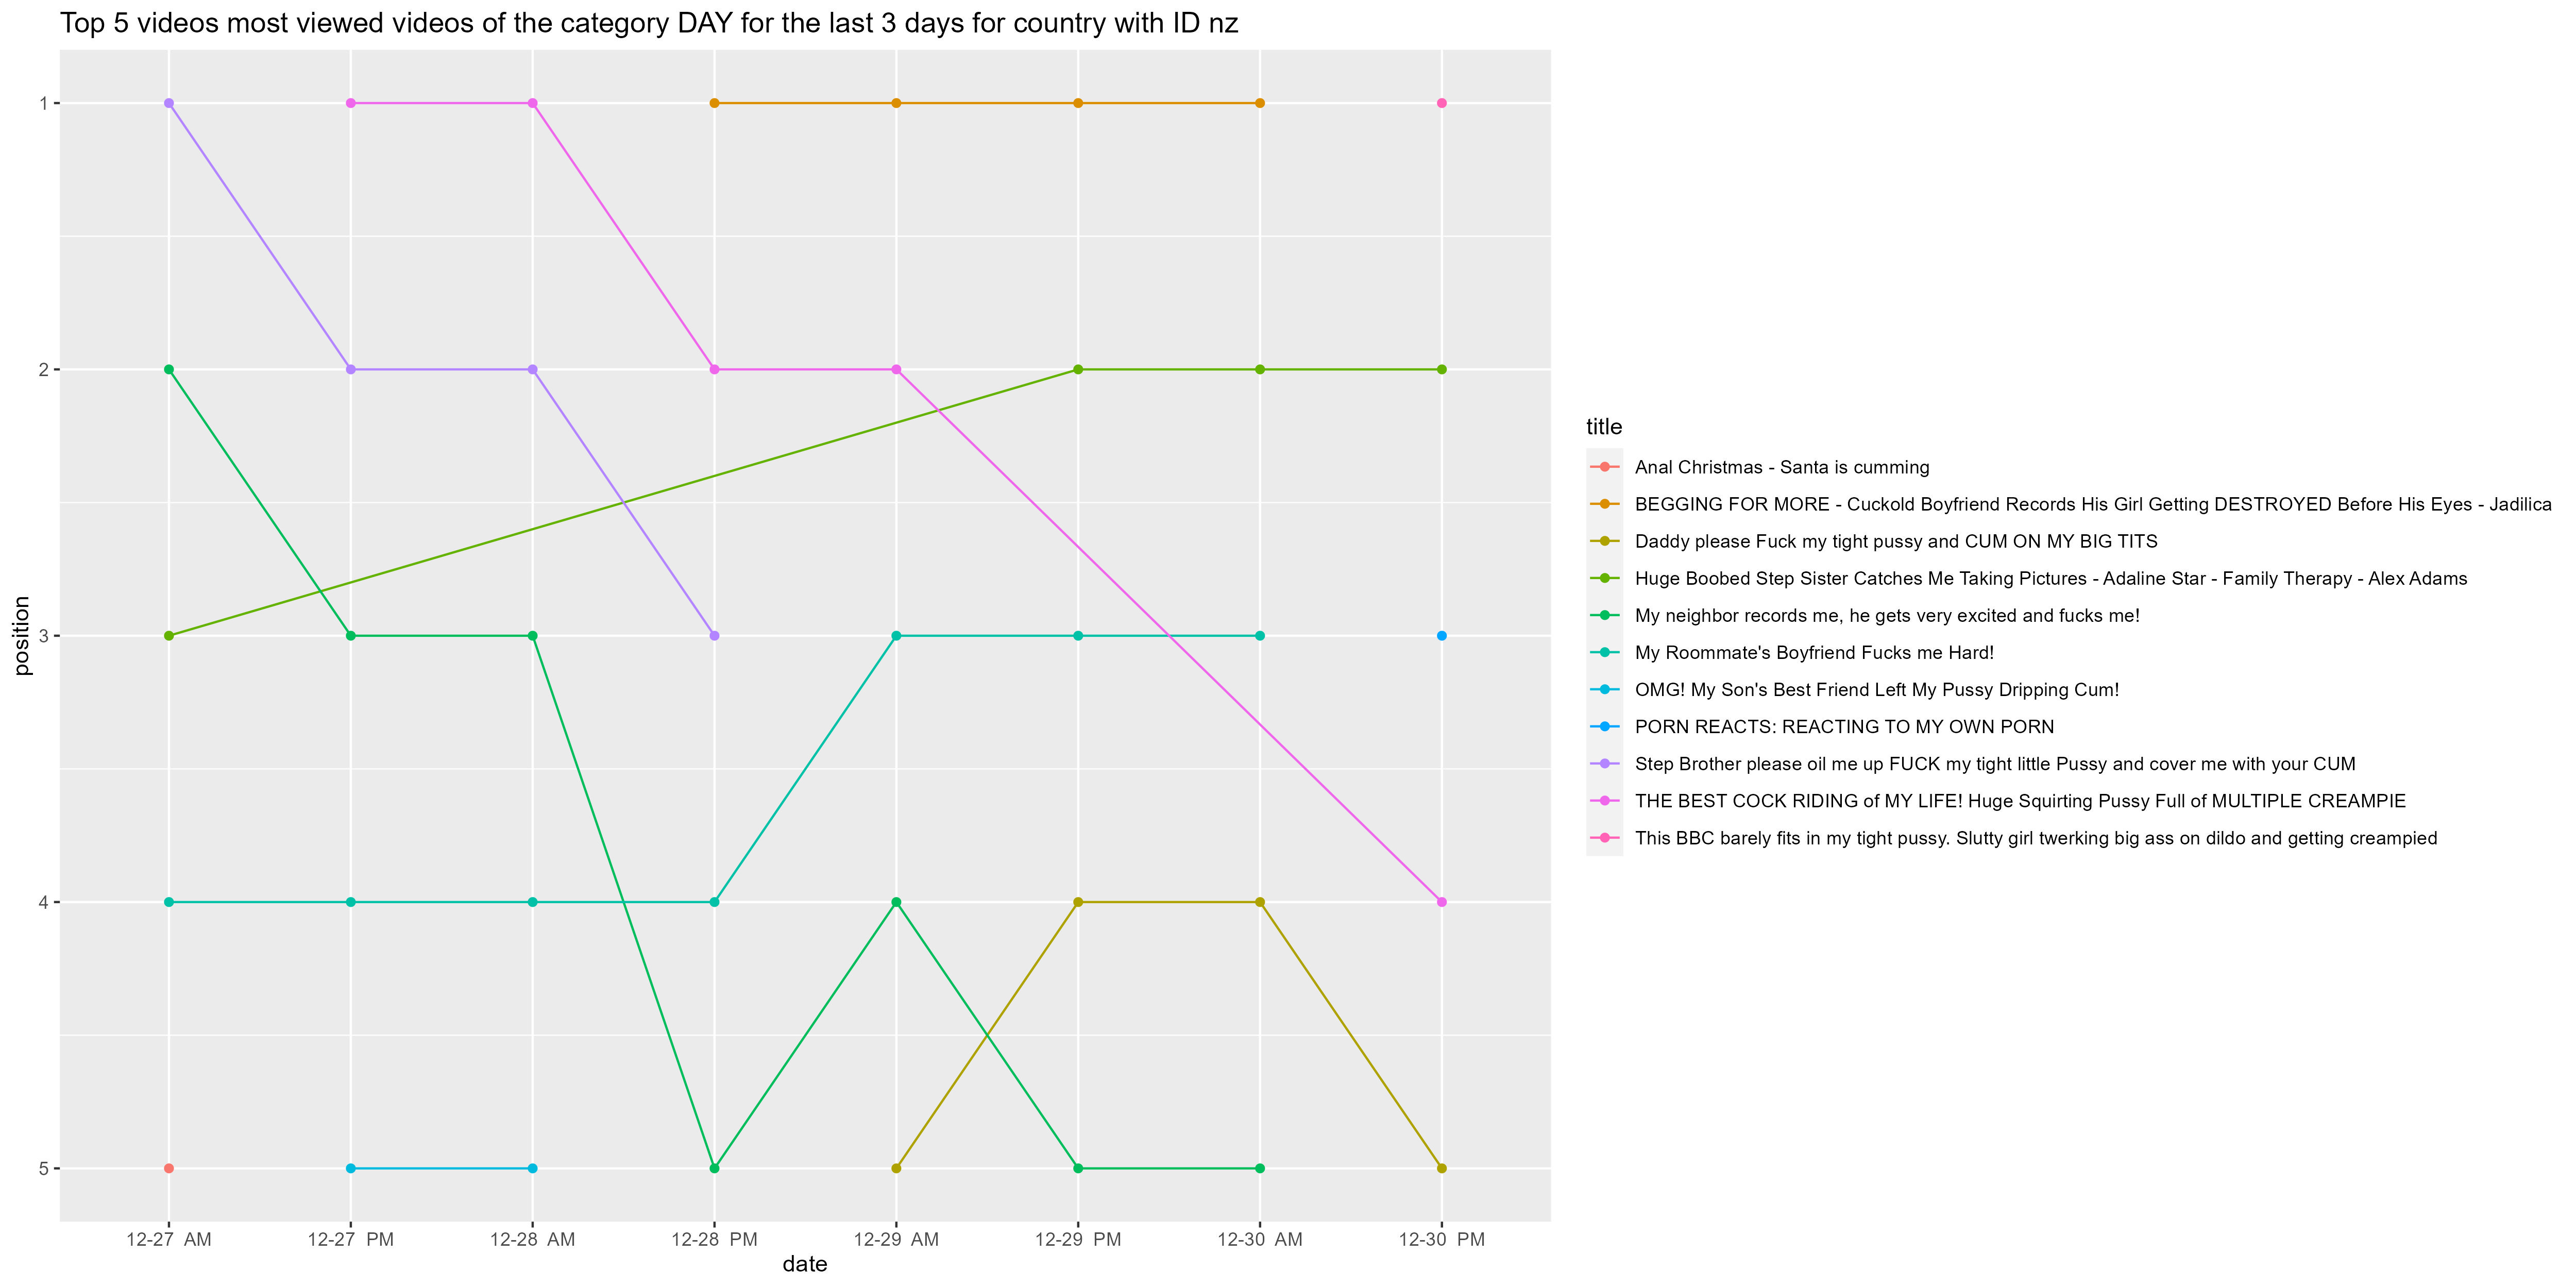 Top 5 videos most viewed videos of the category DAY for the last 3 days for country with ID nz
position
1
2
3
4
5
12-27 AM
12-27 PM
12-28 AM
12-28 PM
12-29 AM
12-29 PM
12-30 AM
12-30 PM
date
title
Anal Christmas - Santa is cumming
BEGGING FOR MORE - Cuckold Boyfriend Records His Girl Getting DESTROYED Before His Eyes - Jadilica
Daddy please Fuck my tight pussy and CUM ON MY BIG TITS
Huge Boobed Step Sister Catches Me Taking Pictures - Adaline Star - Family Therapy - Alex Adams
My neighbor records me, he gets very excited and fucks me!
My Roommate's Boyfriend Fucks me Hard!
OMG! My Son's Best Friend Left My Pussy Dripping Cum!
PORN REACTS: REACTING TO MY OWN PORN
Step Brother please oil me up FUCK my tight little Pussy and cover me with your CUM
THE BEST COCK RIDING of MY LIFE! Huge Squirting Pussy Full of MULTIPLE CREAMPIE
This BBC barely fits in my tight pussy. Slutty girl twerking big ass on dildo and getting creampied